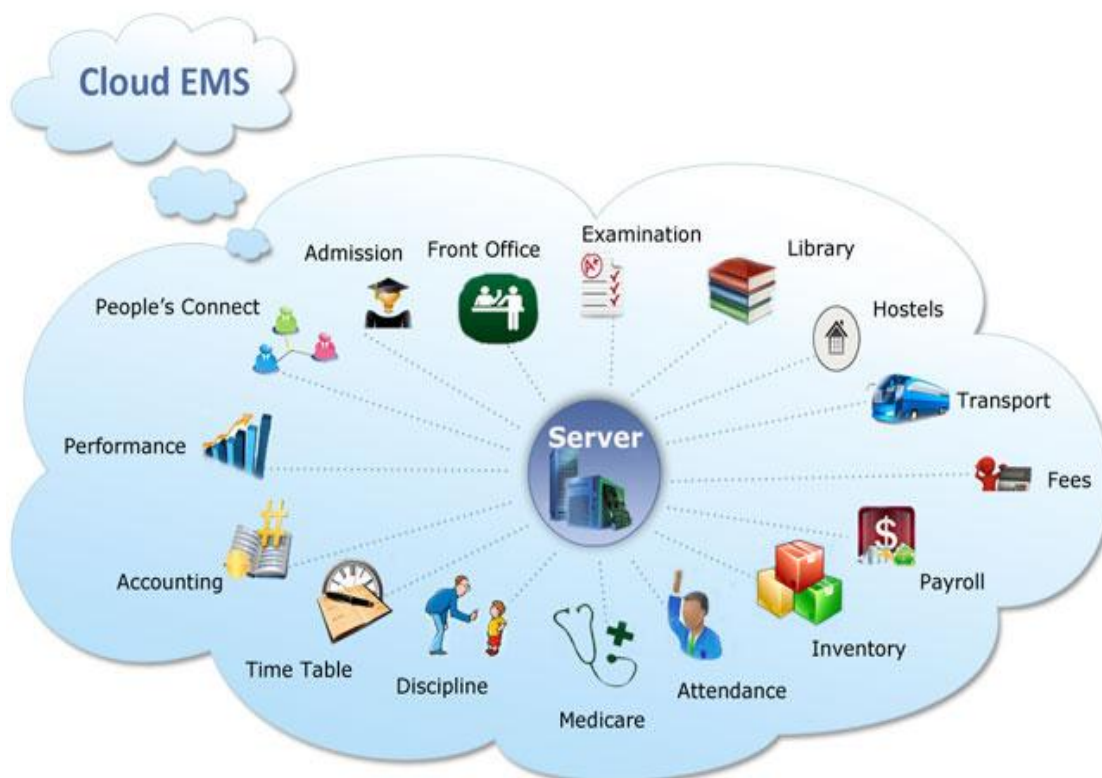 Cloud EMS
Admission
Front Office
Examination
Library
People's Connect
Hostels
Transport
Performance
Server
Fees
Accounting
Payroll
Time Table
Discipline
Medicare
Attendance
Inventory
A+
$